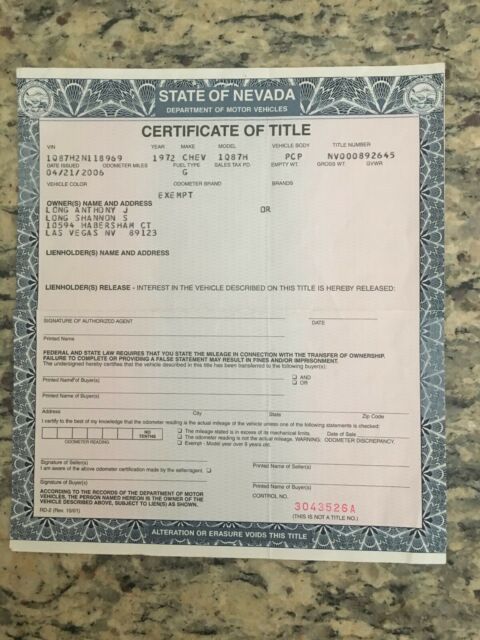 STATE OF NEVADA
DEPARTMENT OF MOTOR VEHICLES
CERTIFICATE OF TITLE
VIN YEAR MAKE MODEL VEHICLE BODY TITLE NUMBER
1Q87H2N118969 1972 CHEV 1Q87H PCP NV000892645
DATE ISSUED ODOMETER MILES FUEL TYPE SALES TAX PD. EMPTY WT. GROSS WT. GVWR
04/21/2006 G
VEHICLE COLOR ODOMETER BRAND BRANDS
EXEMPT
OWNER(S) NAME AND ADDRESS
LONG ANTHONY J OR
LONG SHANNON S
10594 HABERSHAM CT
LAS VEGAS NV 89123
LIENHOLDER(S) NAME AND ADDRESS
LIENHOLDER(S) RELEASE - INTEREST IN THE VEHICLE DESCRIBED ON THIS TITLE IS HEREBY RELEASED:
SIGNATURE OF AUTHORIZED AGENT DATE
Printed Name
FEDERAL AND STATE LAW REQUIRES THAT YOU STATE THE MILEAGE IN CONNECTION WITH THE TRANSFER OF OWNERSHIP.
FAILURE TO COMPLETE OR PROVIDING A FALSE STATEMENT MAY RESULT IN FINES AND/OR IMPRISONMENT.
The undersigned hereby certifies that the vehicle described in this title has been transferred to the following buyer(s):
Printed Name of Buyer(s) AND
OR
Printed Name of Buyer(s)
Address City State Zip Code
I certify to the best of my knowledge that the odometer reading is the actual mileage of the vehicle unless one of the following statements is checked:
NO TENTHS
The mileage stated is in excess of its mechanical limits. Date of Sale
The odometer reading is not the actual mileage. WARNING: ODOMETER DISCREPANCY.
Exempt - Model year over 9 years old.
ODOMETER READING
Signature of Seller(s) Printed Name of Seller(s)
I am aware of the above odometer certification made by the seller/agent.
Signature of Buyer(s) Printed Name of Buyer(s)
ACCORDING TO THE RECORDS OF THE DEPARTMENT OF MOTOR
VEHICLES, THE PERSON NAMED HEREON IS THE OWNER OF THE
VEHICLE DESCRIBED ABOVE, SUBJECT TO LIEN(S) AS SHOWN.
CONTROL NO.
3043526A
(THIS IS NOT A TITLE NO.)
RD-2 (Rev. 10/01)
ALTERATION OR ERASURE VOIDS THIS TITLE